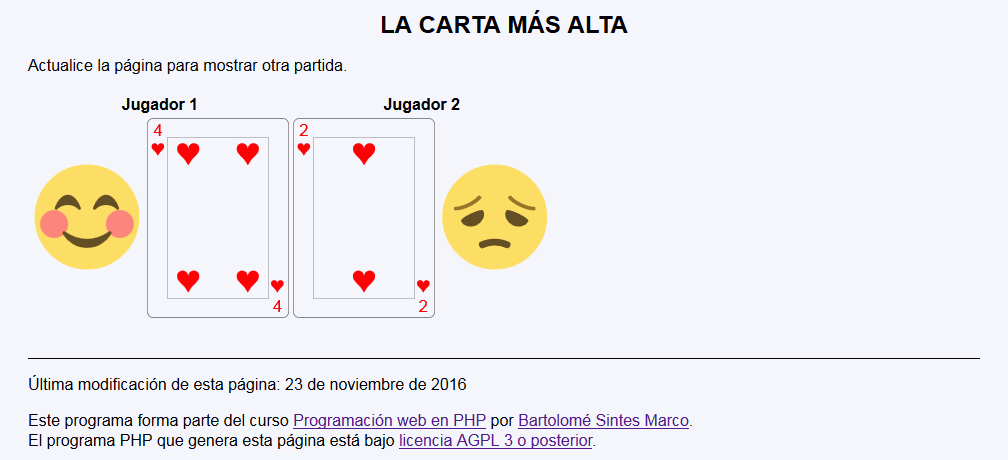 LA CARTA MÁS ALTA
Actualice la página para mostrar otra partida.
Jugador 1 Jugador 2
4 2
4 2
Última modificación de esta página: 23 de noviembre de 2016
Este programa forma parte del curso Programación web en PHP por Bartolomé Sintes Marco.
El programa PHP que genera esta página está bajo licencia AGPL 3 o posterior.